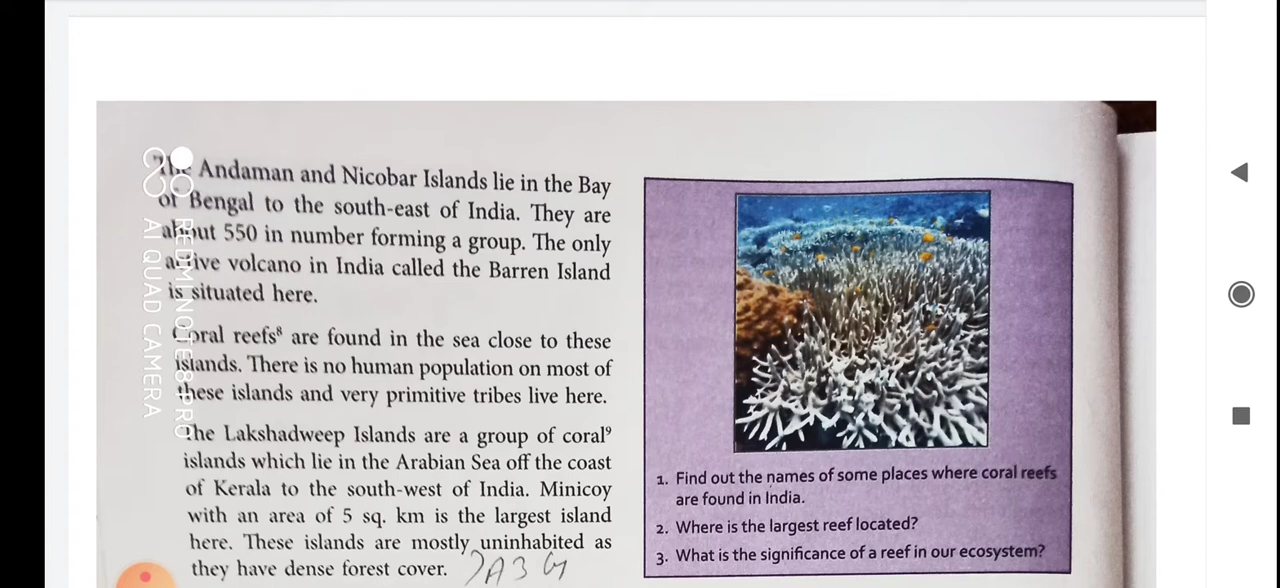 The Andaman and Nicobar Islands lie in the Bay
of Bengal to the south-east of India. They are
about 550 in number forming a group. The only
active volcano in India called the Barren Island
is situated here.
Coral reefs⁸ are found in the sea close to these
islands. There is no human population on most of
these islands and very primitive tribes live here.
The Lakshadweep Islands are a group of coral⁹
islands which lie in the Arabian Sea off the coast
of Kerala to the south-west of India. Minicoy
with an area of 5 sq. km is the largest island
here. These islands are mostly uninhabited as
they have dense forest cover.
1. Find out the names of some places where coral reefs
are found in India.
2. Where is the largest reef located?
3. What is the significance of a reef in our ecosystem?
REDMI NOTE 8 PRO
AI QUAD CAMERA